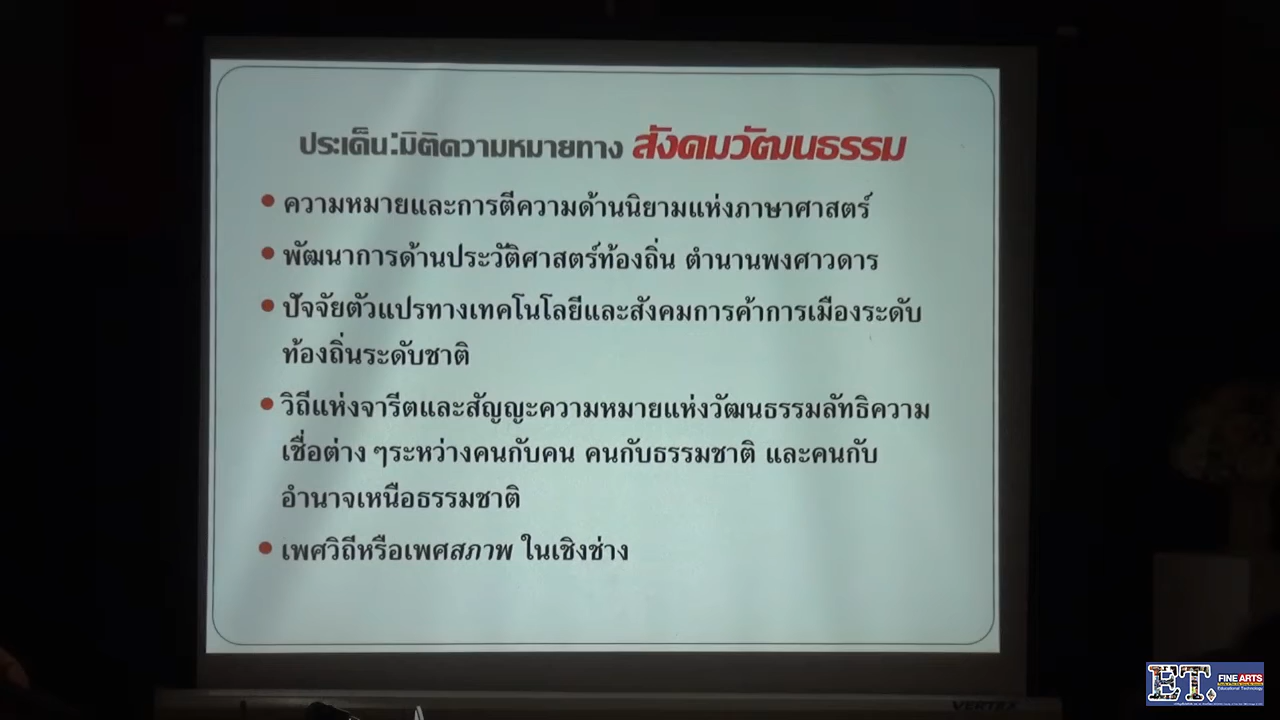 ประเด็น:มิติความหมายทาง สังคมวัฒนธรรม
• ความหมายและการตีความด้านนิยามแห่งภาษาศาสตร์
• พัฒนาการด้านประวัติศาสตร์ท้องถิ่น ตำนานพงศาวดาร
• ปัจจัยตัวแปรทางเทคโนโลยีและสังคมการค้าการเมืองระดับ
ท้องถิ่นระดับชาติ
• วิถีแห่งจารีตและสัญญะความหมายแห่งวัฒนธรรมลัทธิความ
เชื่อต่าง ๆระหว่างคนกับคน คนกับธรรมชาติ และคนกับ
อำนาจเหนือธรรมชาติ
• เพศวิถีหรือเพศสภาพ ในเชิงช่าง
VERTEX
ET.
FINE ARTS
Educational Technology